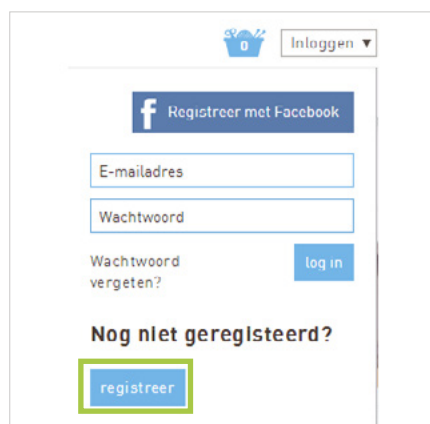 0
Inloggen ▼
f Registreer met Facebook
E-mailadres
Wachtwoord
Wachtwoord
vergeten?
log in
Nog niet geregisteerd?
registreer